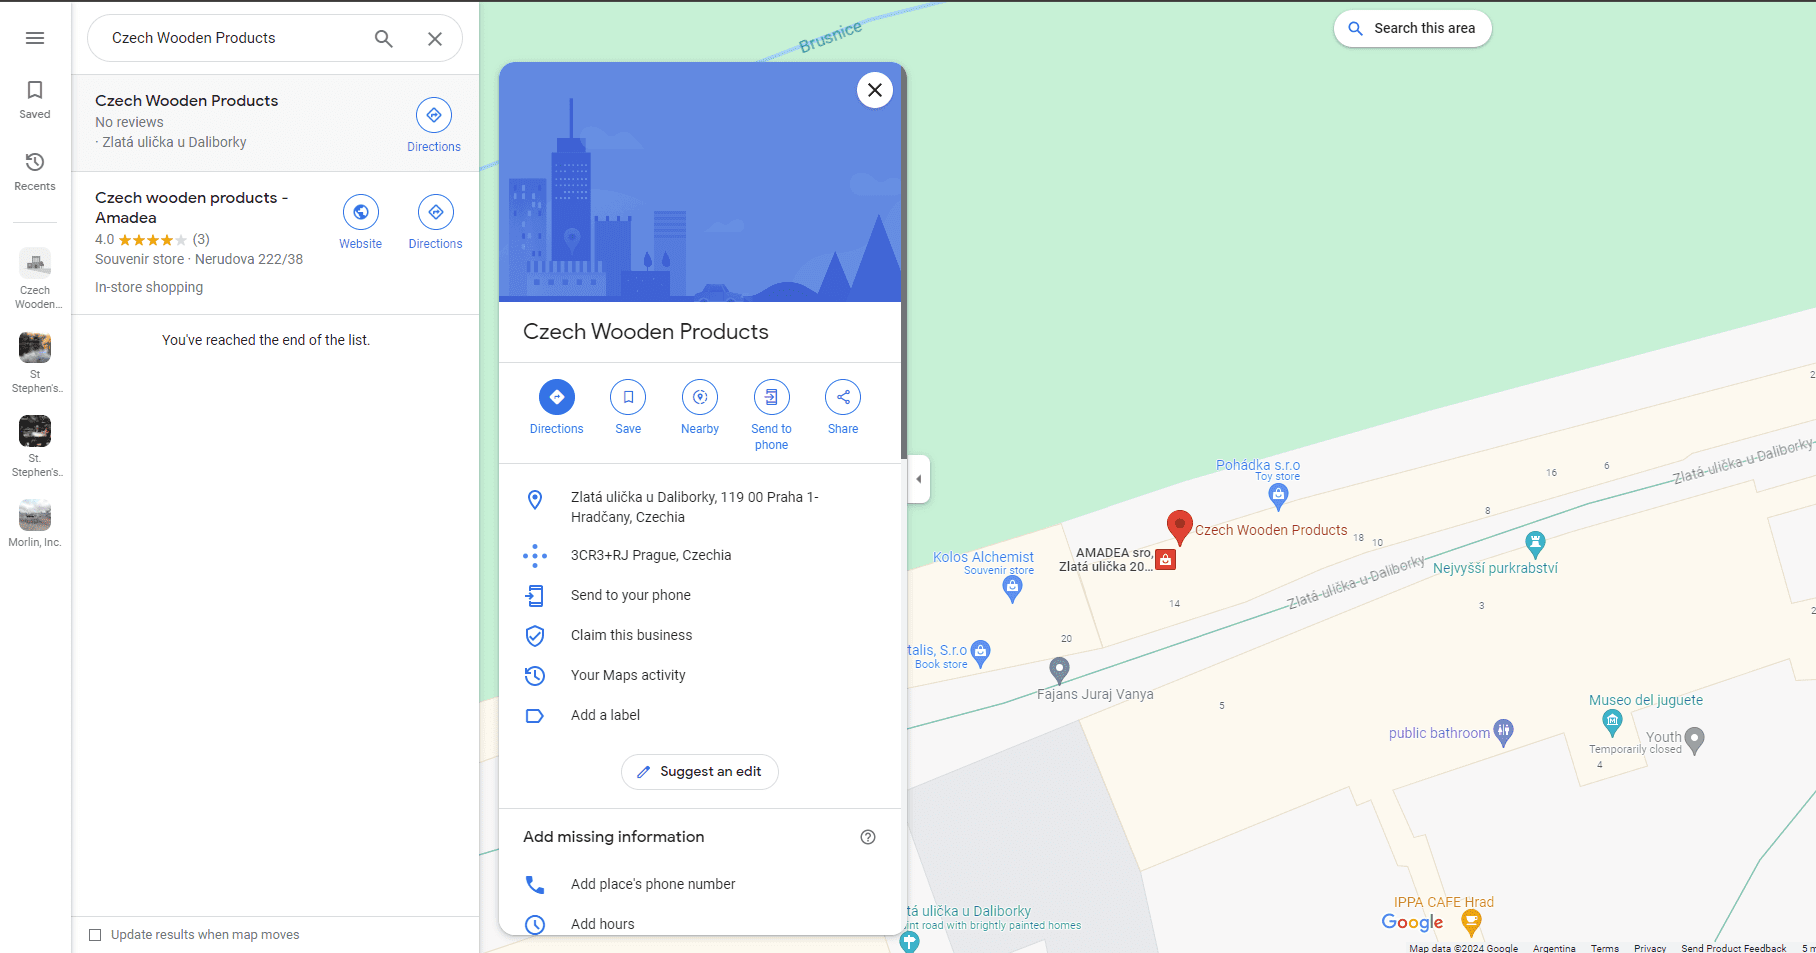 Czech Wooden Products
Saved
Recents
Czech
Wooden...
St
Stephen's..
St.
Stephen's..
Morlin, Inc.
Czech Wooden Products
No reviews
· Zlatá ulička u Daliborky
Directions
Czech wooden products -
Amadea
4.0 (3)
Souvenir store · Nerudova 222/38
In-store shopping
Website
Directions
You've reached the end of the list.
Update results when map moves
Czech Wooden Products
Directions
Save
Nearby
Send to
phone
Share
Zlatá ulička u Daliborky, 119 00 Praha 1-
Hradčany, Czechia
3CR3+RJ Prague, Czechia
Send to your phone
Claim this business
Your Maps activity
Add a label
Suggest an edit
Add missing information
Add place's phone number
Add hours
Brusnice
Search this area
2
Pohádka s.r.o
Toy store
16
6
Zlatá-ulička-u-Daliborky
8
Czech Wooden Products
18
10
AMADEA sro,
Zlatá ulička 20...
Kolos Alchemist
Souvenir store
Nejvyšší purkrabství
Zlatá-ulička-u-Daliborky
14
3
2
20
talis, S.r.o
Book store
Fajans Juraj Vanya
5
Museo del juguete
public bathroom
Youth
Temporarily closed
4
IPPA CAFE Hrad
Google
tá ulička u Daliborky
nt road with brightly painted homes
Map data ©2024 Google
Argentina
Terms
Privacy
Send Product Feedback
5 m